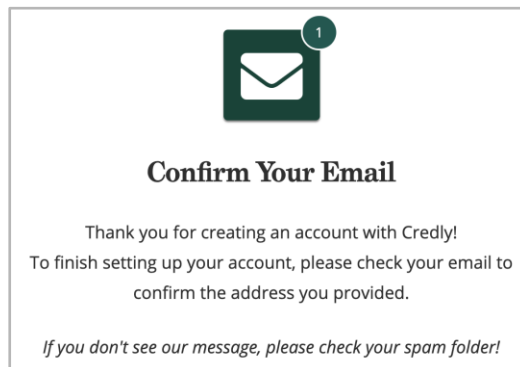 1
Confirm Your Email
Thank you for creating an account with Credly!
To finish setting up your account, please check your email to
confirm the address you provided.
If you don't see our message, please check your spam folder!